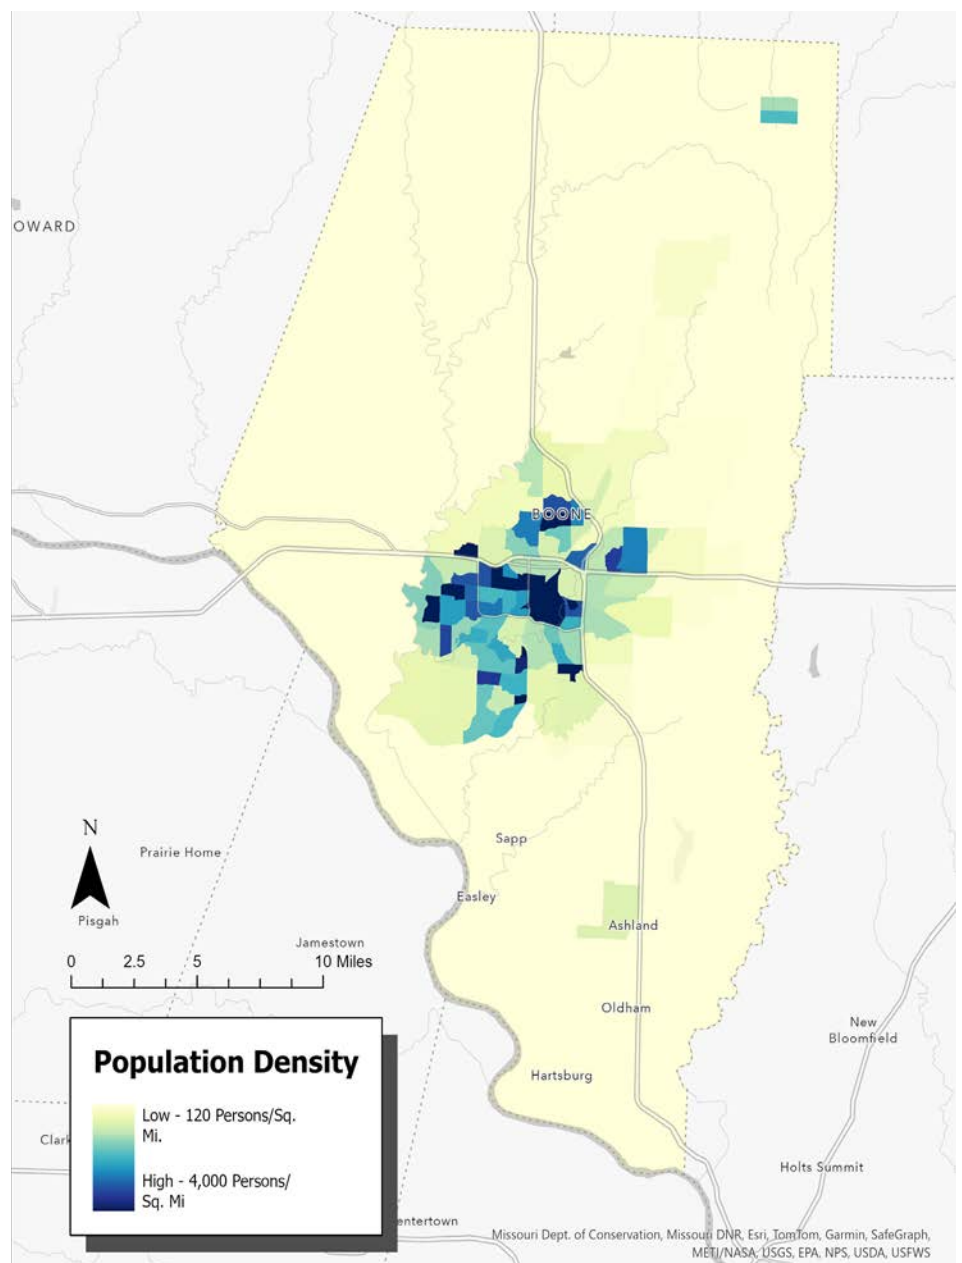 OWARD
BOONE
Sapp
N
Prairie Home
Easley
Pisgah
Ashland
Jamestown
0 2.5 5 10 Miles
Oldham
New
Bloomfield
Population Density
Hartsburg
Low - 120 Persons/Sq.
Mi.
Clark
High - 4,000 Persons/
Sq. Mi
Holts Summit
entertown
Missouri Dept. of Conservation, Missouri DNR, Esri, TomTom, Garmin, SafeGraph,
METI/NASA, USGS, EPA, NPS, USDA, USFWS